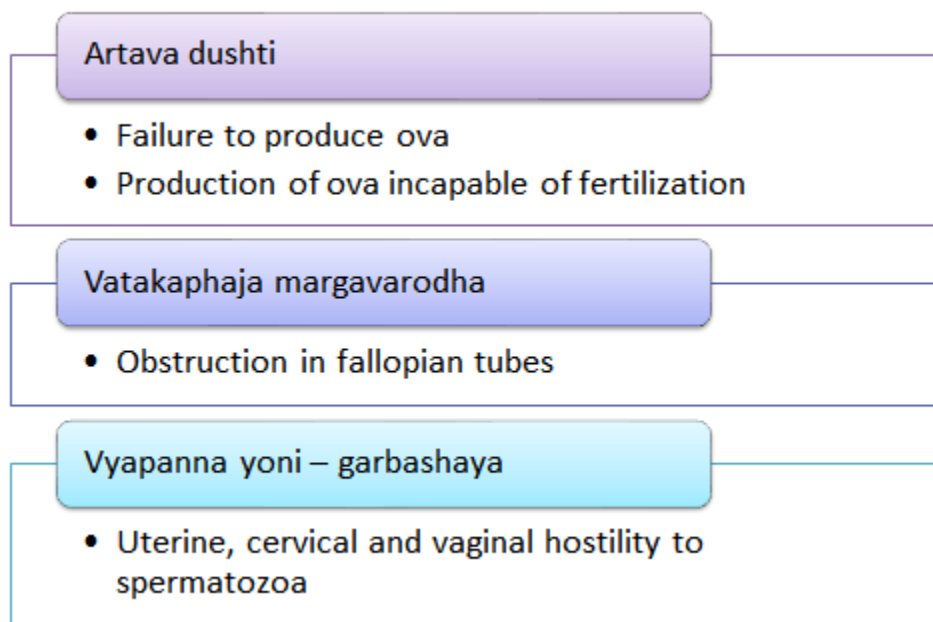 Artava dushti
• Failure to produce ova
• Production of ova incapable of fertilization
Vatakaphaja margavarodha
• Obstruction in fallopian tubes
Vyapanna yoni – garbashaya
• Uterine, cervical and vaginal hostility to
spermatozoa